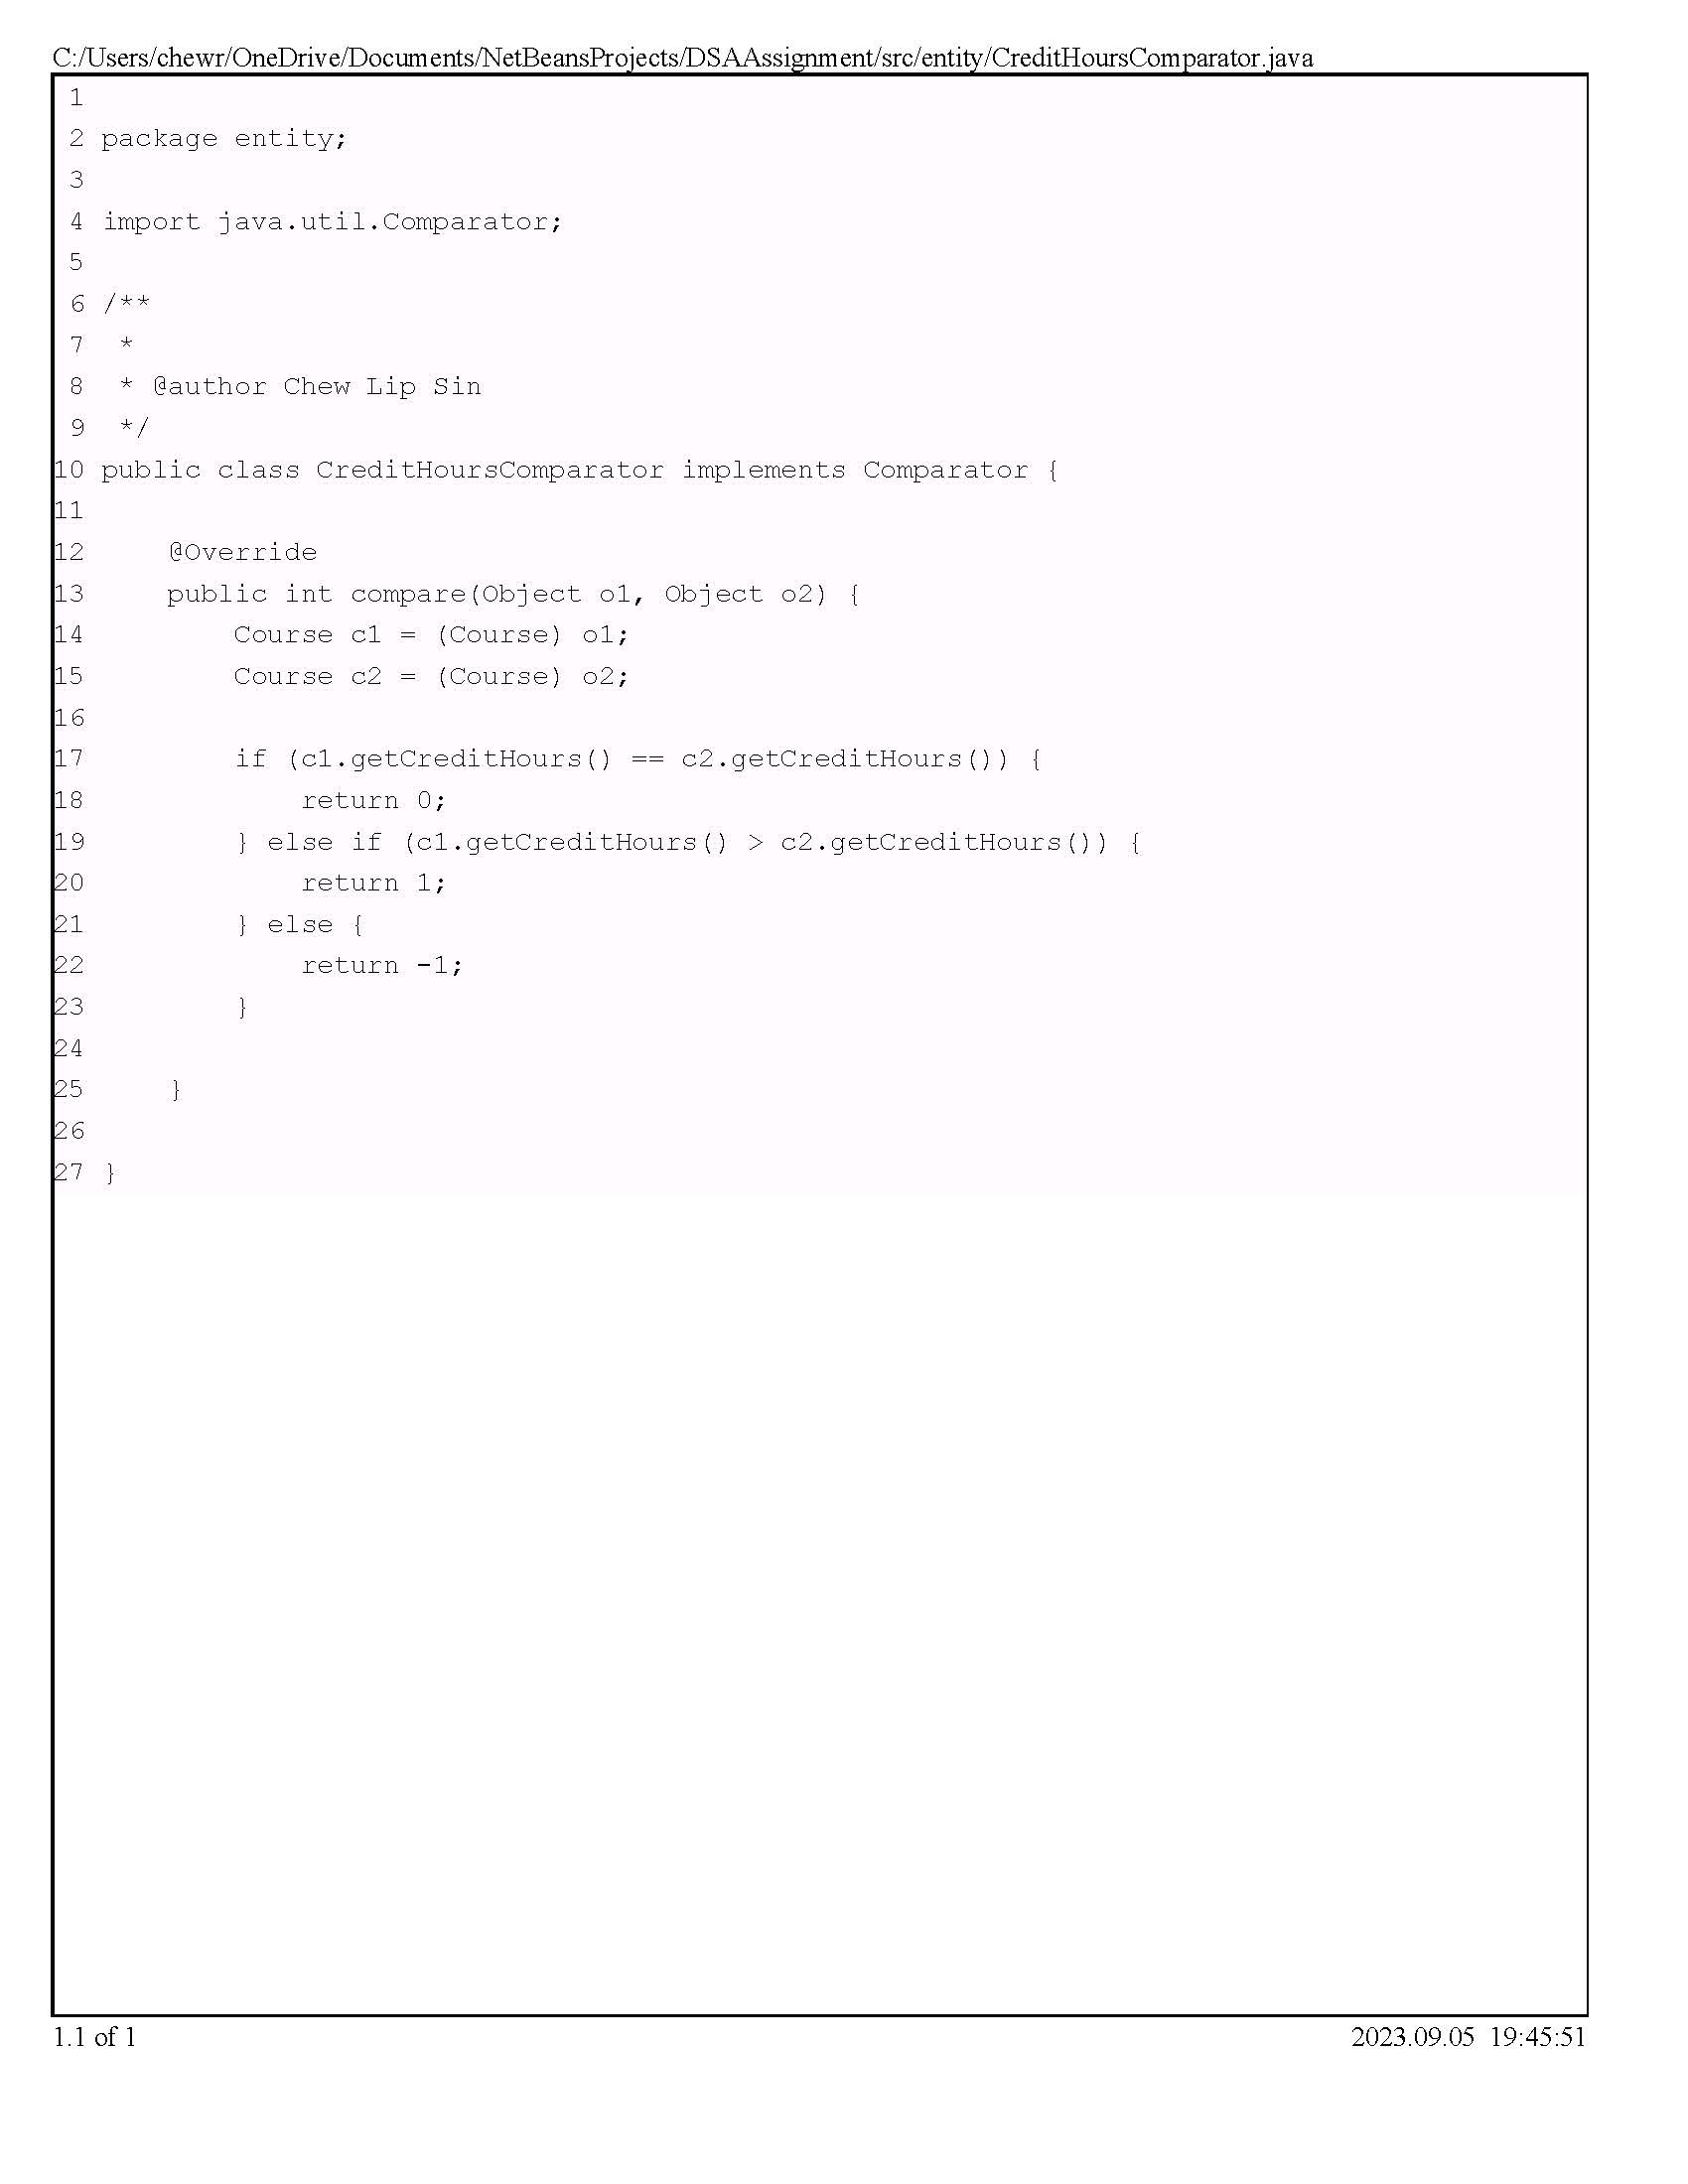 C:/Users/chewr/OneDrive/Documents/NetBeansProjects/DSAAssignment/src/entity/CreditHoursComparator.java
1
2 package entity;
3
4 import java.util.Comparator;
5
6 /**
7  *
8  * @author Chew Lip Sin
9  */
10 public class CreditHoursComparator implements Comparator {
11
12     @Override
13     public int compare(Object o1, Object o2) {
14         Course c1 = (Course) o1;
15         Course c2 = (Course) o2;
16
17         if (c1.getCreditHours() == c2.getCreditHours()) {
18             return 0;
19         } else if (c1.getCreditHours() > c2.getCreditHours()) {
20             return 1;
21         } else {
22             return -1;
23         }
24
25     }
26
27 }
1.1 of 1 2023.09.05 19:45:51